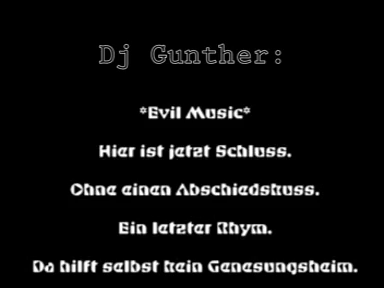 Dj Gunther:
*Evil Music*
Hier ist jetzt Schluss.
Ohne einen Abschiedskuss.
Ein letzter Rhym.
Da hilft selbst kein Genesungsheim.